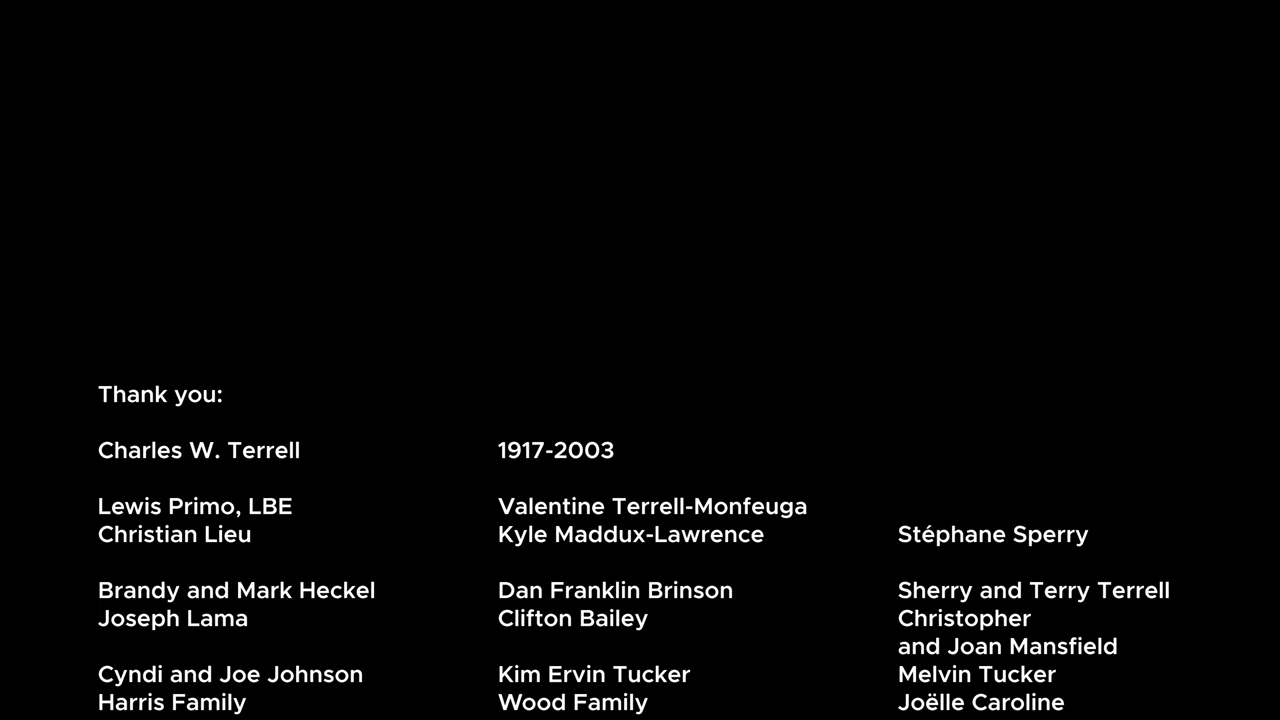 Thank you:
Charles W. Terrell 1917-2003
Lewis Primo, LBE Valentine Terrell-Monfeuga
Christian Lieu Kyle Maddux-Lawrence Stéphane Sperry
Brandy and Mark Heckel Dan Franklin Brinson Sherry and Terry Terrell
Joseph Lama Clifton Bailey Christopher
and Joan Mansfield
Cyndi and Joe Johnson Kim Ervin Tucker Melvin Tucker
Harris Family Wood Family Joëlle Caroline